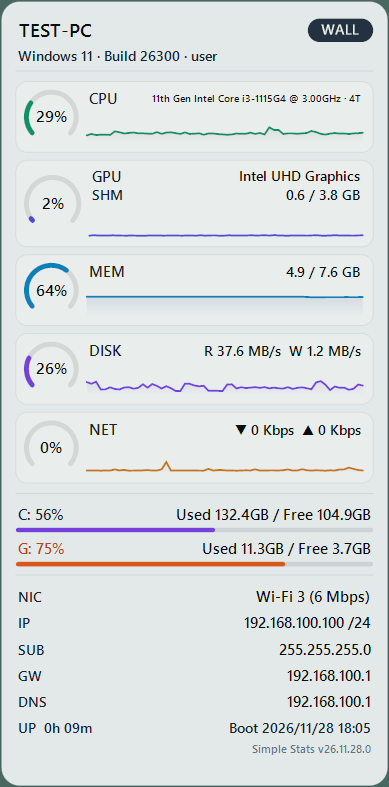 TEST-PC WALL
Windows 11 · Build 26300 · user
29% CPU 11th Gen Intel Core i3-1115G4 @ 3.00GHz · 4T
GPU Intel UHD Graphics
2% SHM 0.6 / 3.8 GB
64% MEM 4.9 / 7.6 GB
26% DISK R 37.6 MB/s W 1.2 MB/s
0% NET ▼ 0 Kbps ▲ 0 Kbps
C: 56% Used 132.4GB / Free 104.9GB
G: 75% Used 11.3GB / Free 3.7GB
NIC Wi-Fi 3 (6 Mbps)
IP 192.168.100.100 /24
SUB 255.255.255.0
GW 192.168.100.1
DNS 192.168.100.1
UP 0h 09m Boot 2026/11/28 18:05
Simple Stats v26.11.28.0